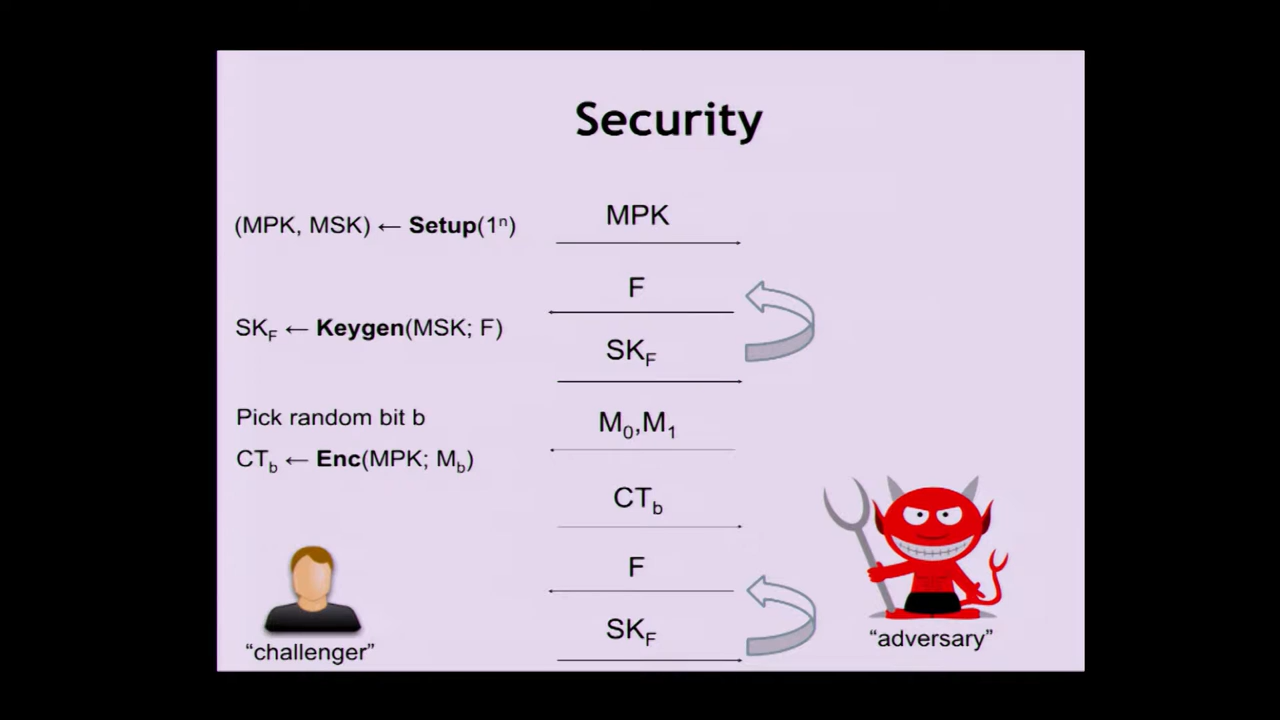 Security
(MPK, MSK) ← Setup(1ⁿ)
MPK
F
SK_F ← Keygen(MSK; F)
SK_F
Pick random bit b
M₀,M₁
CT_b ← Enc(MPK; M_b)
CT_b
F
SK_F
“challenger”
“adversary”